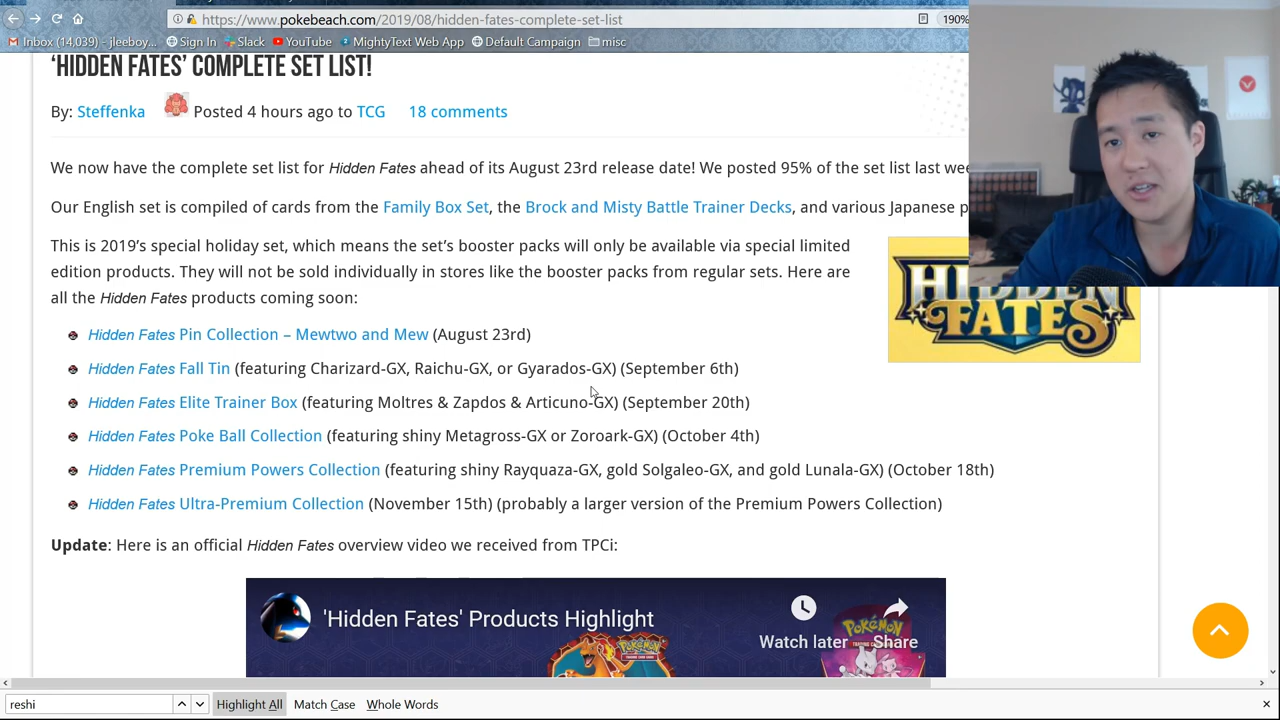 https://www.pokebeach.com/2019/08/hidden-fates-complete-set-list
190%
Inbox (14,039) — jleeboy... Sign In Slack YouTube MightyText Web App Default Campaign misc
‘HIDDEN FATES’ COMPLETE SET LIST!
By: Steffenka Posted 4 hours ago to TCG 18 comments
We now have the complete set list for Hidden Fates ahead of its August 23rd release date! We posted 95% of the set list last
Our English set is compiled of cards from the Family Box Set, the Brock and Misty Battle Trainer Decks, and various Japanese
This is 2019’s special holiday set, which means the set’s booster packs will only be available via special limited
edition products. They will not be sold individually in stores like the booster packs from regular sets. Here are
all the Hidden Fates products coming soon:
HIDDEN
FATES
Hidden Fates Pin Collection – Mewtwo and Mew (August 23rd)
Hidden Fates Fall Tin (featuring Charizard-GX, Raichu-GX, or Gyarados-GX) (September 6th)
Hidden Fates Elite Trainer Box (featuring Moltres & Zapdos & Articuno-GX) (September 20th)
Hidden Fates Poke Ball Collection (featuring shiny Metagross-GX or Zoroark-GX) (October 4th)
Hidden Fates Premium Powers Collection (featuring shiny Rayquaza-GX, gold Solgaleo-GX, and gold Lunala-GX) (October 18th)
Hidden Fates Ultra-Premium Collection (November 15th) (probably a larger version of the Premium Powers Collection)
Update: Here is an official Hidden Fates overview video we received from TPCi:
'Hidden Fates' Products Highlight
Watch later Share
POKéMON
POKéMON
reshi Highlight All Match Case Whole Words